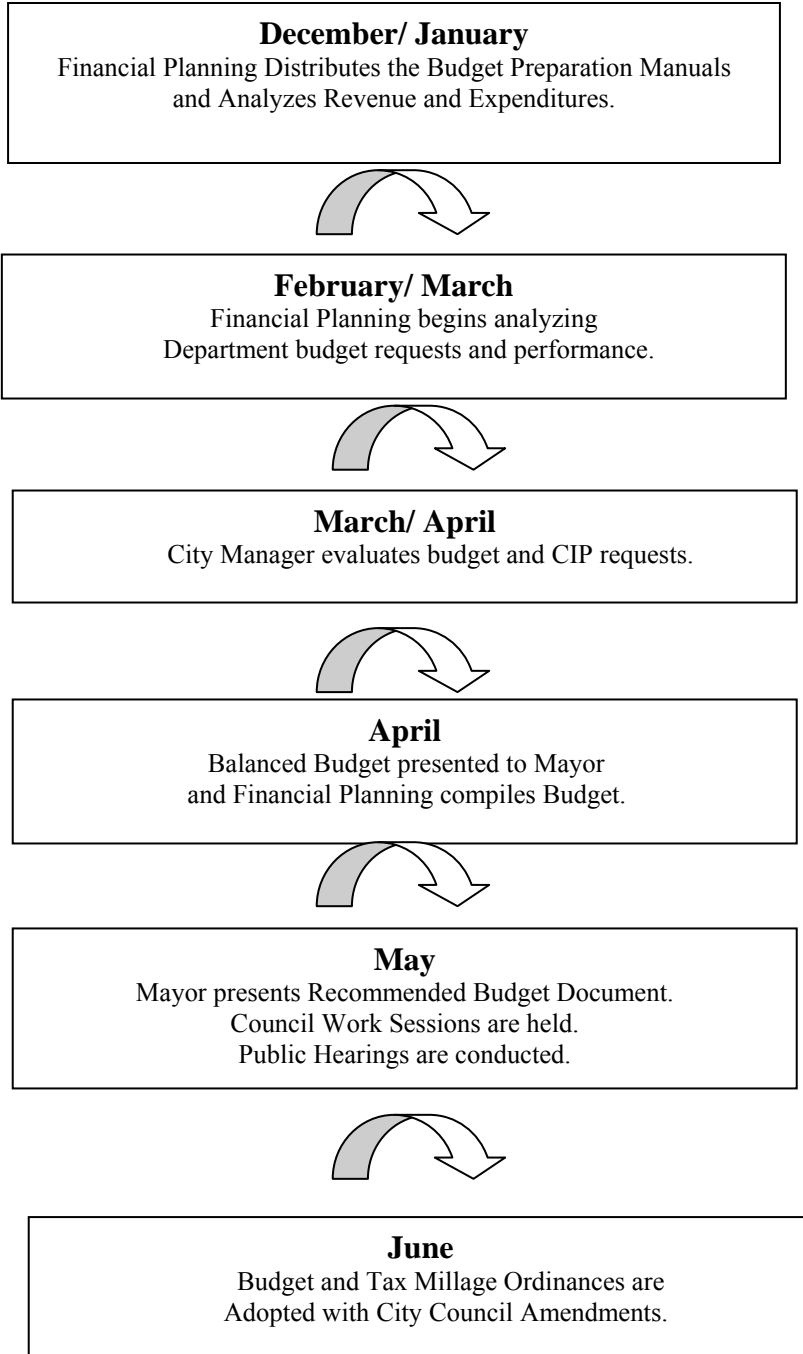 December/ January
Financial Planning Distributes the Budget Preparation Manuals
and Analyzes Revenue and Expenditures.
February/ March
Financial Planning begins analyzing
Department budget requests and performance.
March/ April
City Manager evaluates budget and CIP requests.
April
Balanced Budget presented to Mayor
and Financial Planning compiles Budget.
May
Mayor presents Recommended Budget Document.
Council Work Sessions are held.
Public Hearings are conducted.
June
Budget and Tax Millage Ordinances are
Adopted with City Council Amendments.